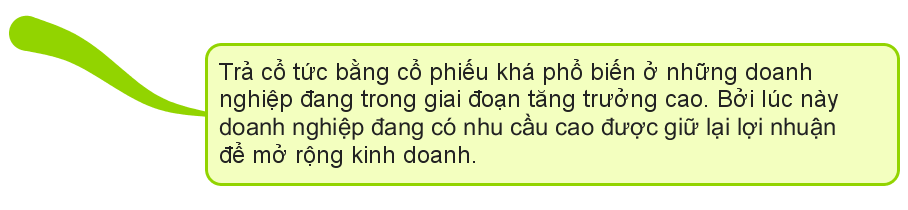 Trả cổ tức bằng cổ phiếu khá phổ biến ở những doanh
nghiệp đang trong giai đoạn tăng trưởng cao. Bởi lúc này
doanh nghiệp đang có nhu cầu cao được giữ lại lợi nhuận
để mở rộng kinh doanh.